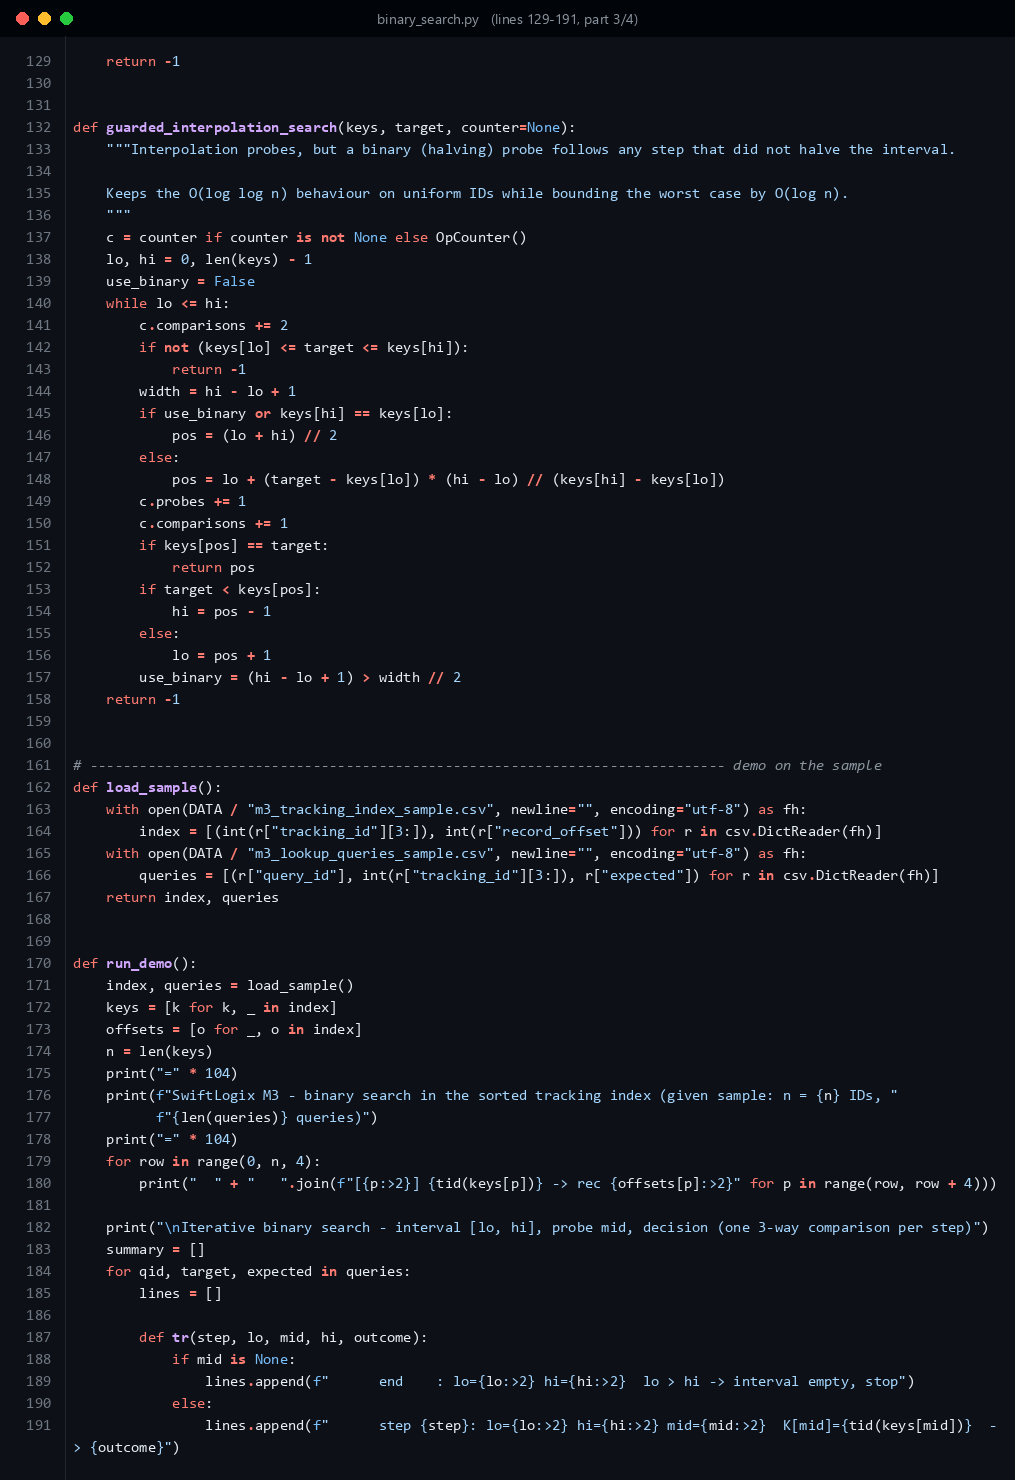 binary_search.py   (lines 129-191, part 3/4)
129    return -1
130
131
132 def guarded_interpolation_search(keys, target, counter=None):
133     """Interpolation probes, but a binary (halving) probe follows any step that did not halve the interval.
134
135     Keeps the O(log log n) behaviour on uniform IDs while bounding the worst case by O(log n).
136     """
137     c = counter if counter is not None else OpCounter()
138     lo, hi = 0, len(keys) - 1
139     use_binary = False
140     while lo <= hi:
141         c.comparisons += 2
142         if not (keys[lo] <= target <= keys[hi]):
143             return -1
144         width = hi - lo + 1
145         if use_binary or keys[hi] == keys[lo]:
146             pos = (lo + hi) // 2
147         else:
148             pos = lo + (target - keys[lo]) * (hi - lo) // (keys[hi] - keys[lo])
149         c.probes += 1
150         c.comparisons += 1
151         if keys[pos] == target:
152             return pos
153         if target < keys[pos]:
154             hi = pos - 1
155         else:
156             lo = pos + 1
157         use_binary = (hi - lo + 1) > width // 2
158     return -1
159
160
161 # ----------------------------------------------------------------------------- demo on the sample
162 def load_sample():
163     with open(DATA / "m3_tracking_index_sample.csv", newline="", encoding="utf-8") as fh:
164         index = [(int(r["tracking_id"][3:]), int(r["record_offset"])) for r in csv.DictReader(fh)]
165     with open(DATA / "m3_lookup_queries_sample.csv", newline="", encoding="utf-8") as fh:
166         queries = [(r["query_id"], int(r["tracking_id"][3:]), r["expected"]) for r in csv.DictReader(fh)]
167     return index, queries
168
169
170 def run_demo():
171     index, queries = load_sample()
172     keys = [k for k, _ in index]
173     offsets = [o for _, o in index]
174     n = len(keys)
175     print("=" * 104)
176     print(f"SwiftLogix M3 - binary search in the sorted tracking index (given sample: n = {n} IDs, "
177           f"{len(queries)} queries)")
178     print("=" * 104)
179     for row in range(0, n, 4):
180         print("  " + "   ".join(f"[{p:>2}] {tid(keys[p])} -> rec {offsets[p]:>2}" for p in range(row, row + 4)))
181
182     print("\nIterative binary search - interval [lo, hi], probe mid, decision (one 3-way comparison per step)")
183     summary = []
184     for qid, target, expected in queries:
185         lines = []
186
187         def tr(step, lo, mid, hi, outcome):
188             if mid is None:
189                 lines.append(f"      end    : lo={lo:>2} hi={hi:>2}  lo > hi -> interval empty, stop")
190             else:
191                 lines.append(f"      step {step}: lo={lo:>2} hi={hi:>2} mid={mid:>2}  K[mid]={tid(keys[mid])}  -
> {outcome}")